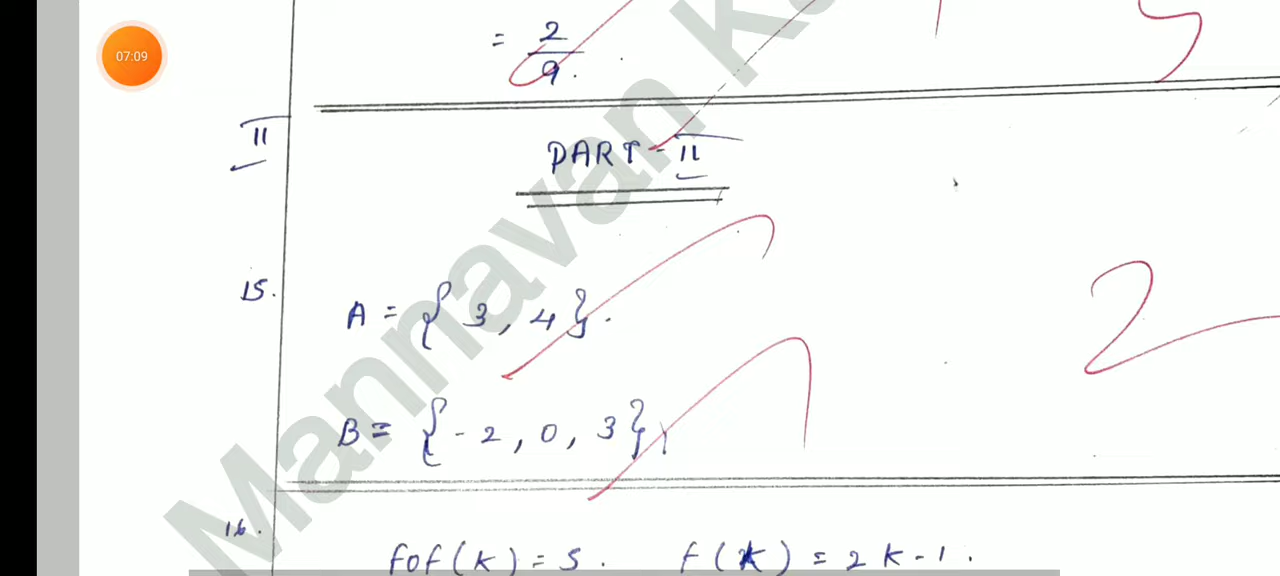 07:09
= 2/9.
II
PART - II
15.
A = { 3, 4 }.
B = { -2, 0, 3 }
2
16.
fof(k) = 5. f(k) = 2k-1.
Mannavan K